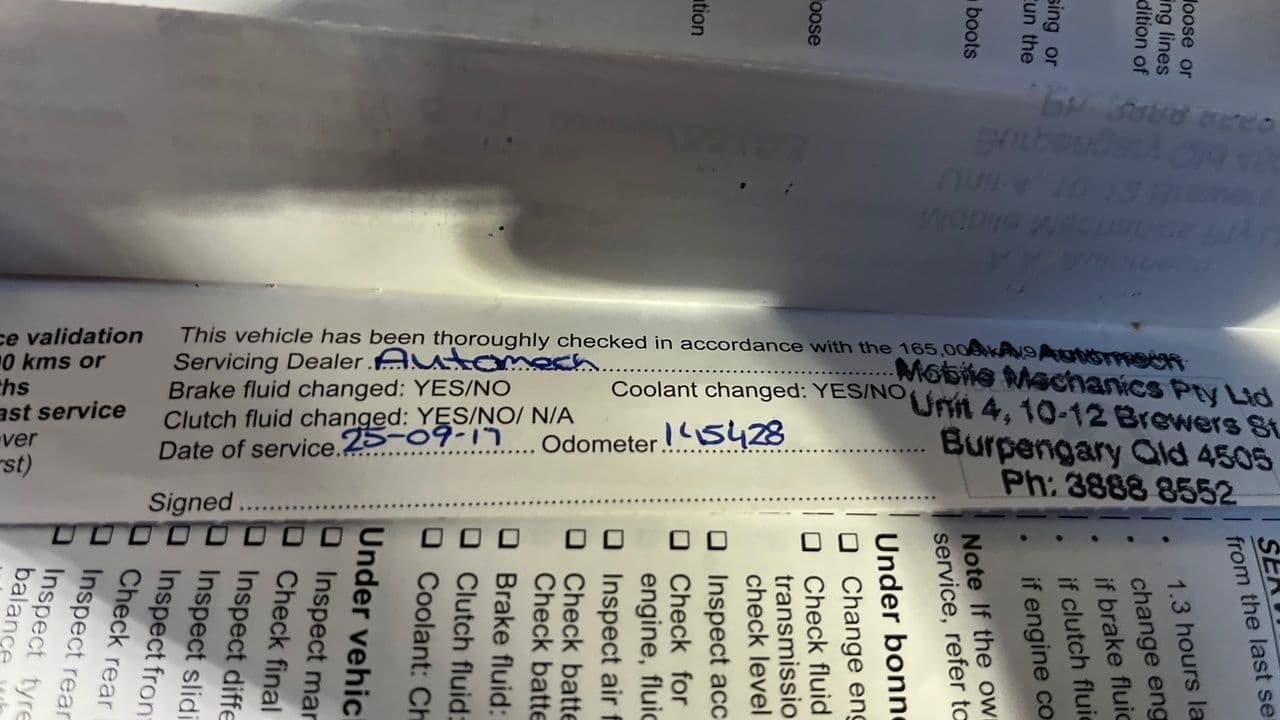 tion
loose
boots
sing or
un the
loose or
ing lines
dition of
ce validation
00 kms or
ths
ast service
ver
rst)
This vehicle has been thoroughly checked in accordance with the 165,000
Servicing Dealer Automech
Brake fluid changed: YES/NO Coolant changed: YES/NO
Clutch fluid changed: YES/NO/ N/A
Date of service 25-09-17 Odometer 145428
Signed
Mobile Mechanics Pty Ltd
Unit 4, 10-12 Brewers St
Burpengary Qld 4505
Ph: 3888 8552
from the last se
• 1.3 hours la
• change eng
• if brake fluid
• if clutch fluid
• if engine co
Note If the ow
service, refer to
Under bonn
☐ Change eng
☐ Check fluid
transmissio
check level
☐ Inspect acc
☐ Check for
engine, fluid
☐ Inspect air f
☐ Check batte
Check batte
☐ Brake fluid:
☐ Clutch fluid:
☐ Coolant: Ch
Under vehic
☐ Inspect man
☐ Check final
☐ Inspect diffe
☐ Inspect slidi
☐ Inspect fron
☐ Check rear
☐ Inspect rear
☐ Inspect tyre